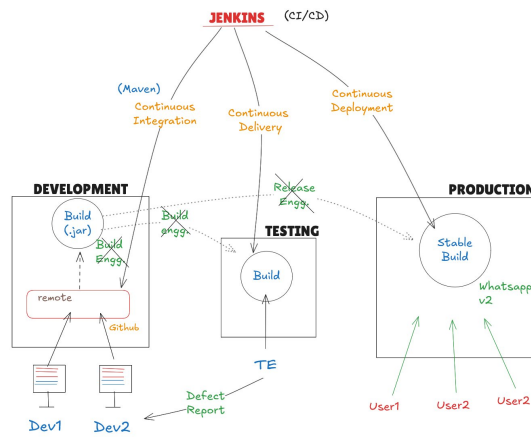 JENKINS (CI/CD)
(Maven)
Continuous
Integration
Continuous
Delivery
Continuous
Deployment
DEVELOPMENT
Build
(.jar)
Build
Engg.
Build
engg.
Release
Engg.
TESTING
Build
PRODUCTION
Stable
Build
Whatsapp
v2
remote
Github
TE
Defect
Report
Dev1
Dev2
User1
User2
User2